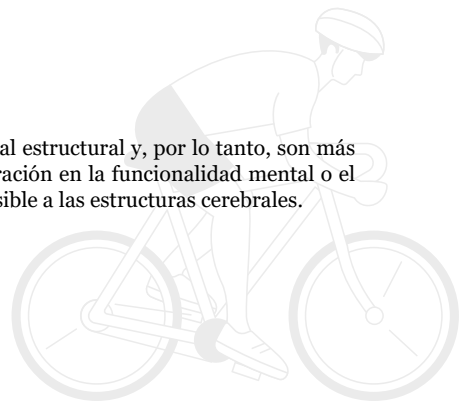 al estructural y, por lo tanto, son más
ración en la funcionalidad mental o el
sible a las estructuras cerebrales.